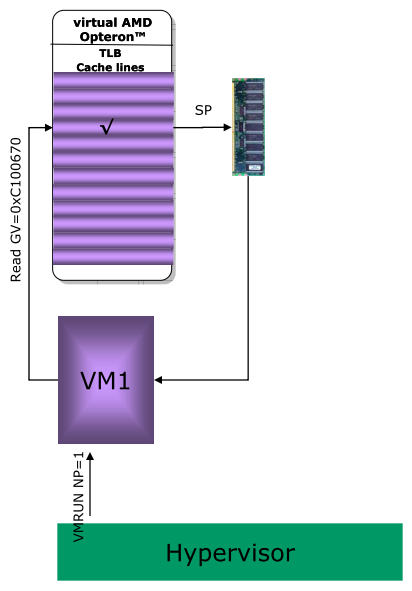 virtual AMD
Opteron™
TLB
Cache lines
√
SP
Read GV=0xC100670
VM1
VMRUN NP=1
Hypervisor